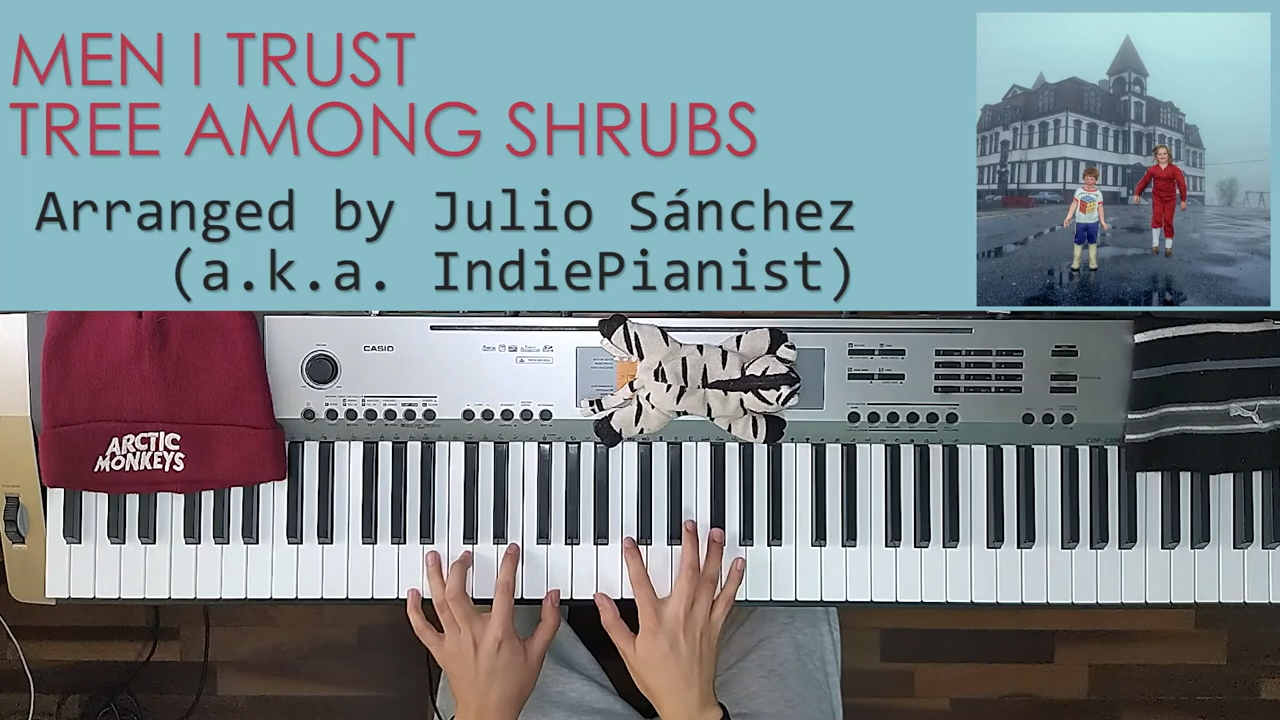 MEN I TRUST
TREE AMONG SHRUBS
Arranged by Julio Sánchez
(a.k.a. IndiePianist)
CASIO
ARCTIC
MONKEYS